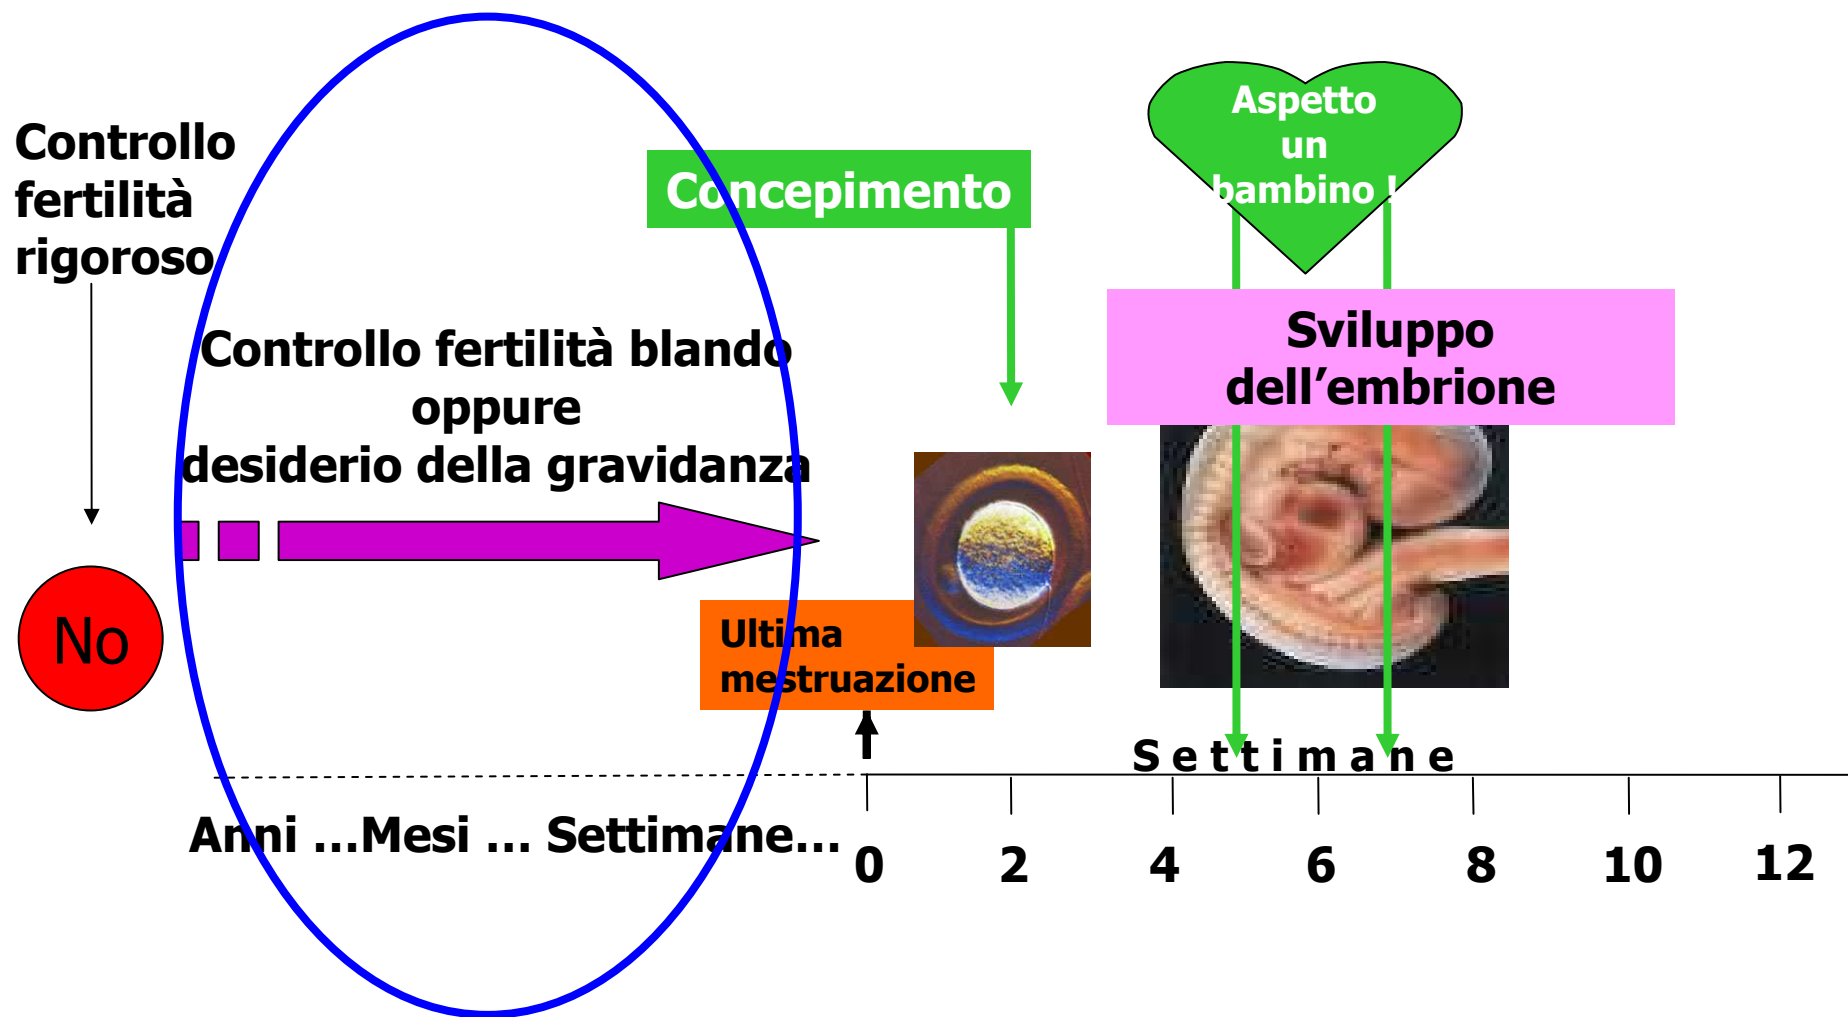 Controllo
fertilità
rigoroso
No
Controllo fertilità blando
oppure
desiderio della gravidanza
Concepimento
Aspetto
un
bambino !
Sviluppo
dell’embrione
Ultima
mestruazione
Settimane
Anni ...Mesi ... Settimane...
0 2 4 6 8 10 12